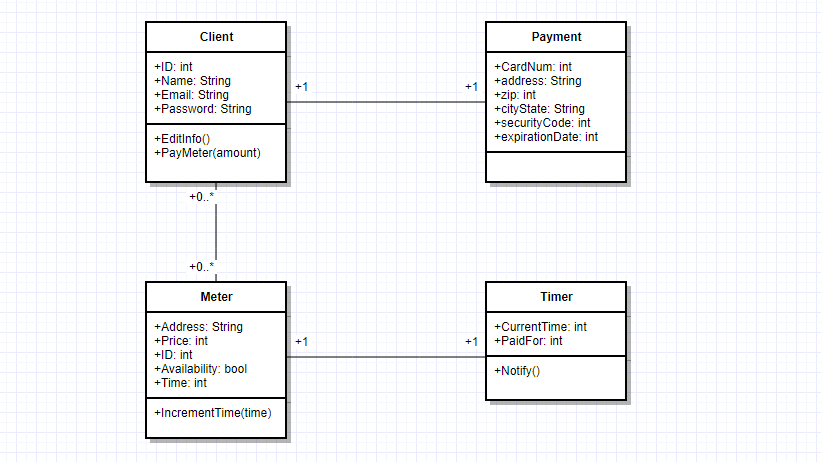 Client
+ID: int
+Name: String
+Email: String
+Password: String
+EditInfo()
+PayMeter(amount)
+1
+1
Payment
+CardNum: int
+address: String
+zip: int
+cityState: String
+securityCode: int
+expirationDate: int
+0..*
+0..*
Meter
+Address: String
+Price: int
+ID: int
+Availability: bool
+Time: int
+IncrementTime(time)
+1
+1
Timer
+CurrentTime: int
+PaidFor: int
+Notify()